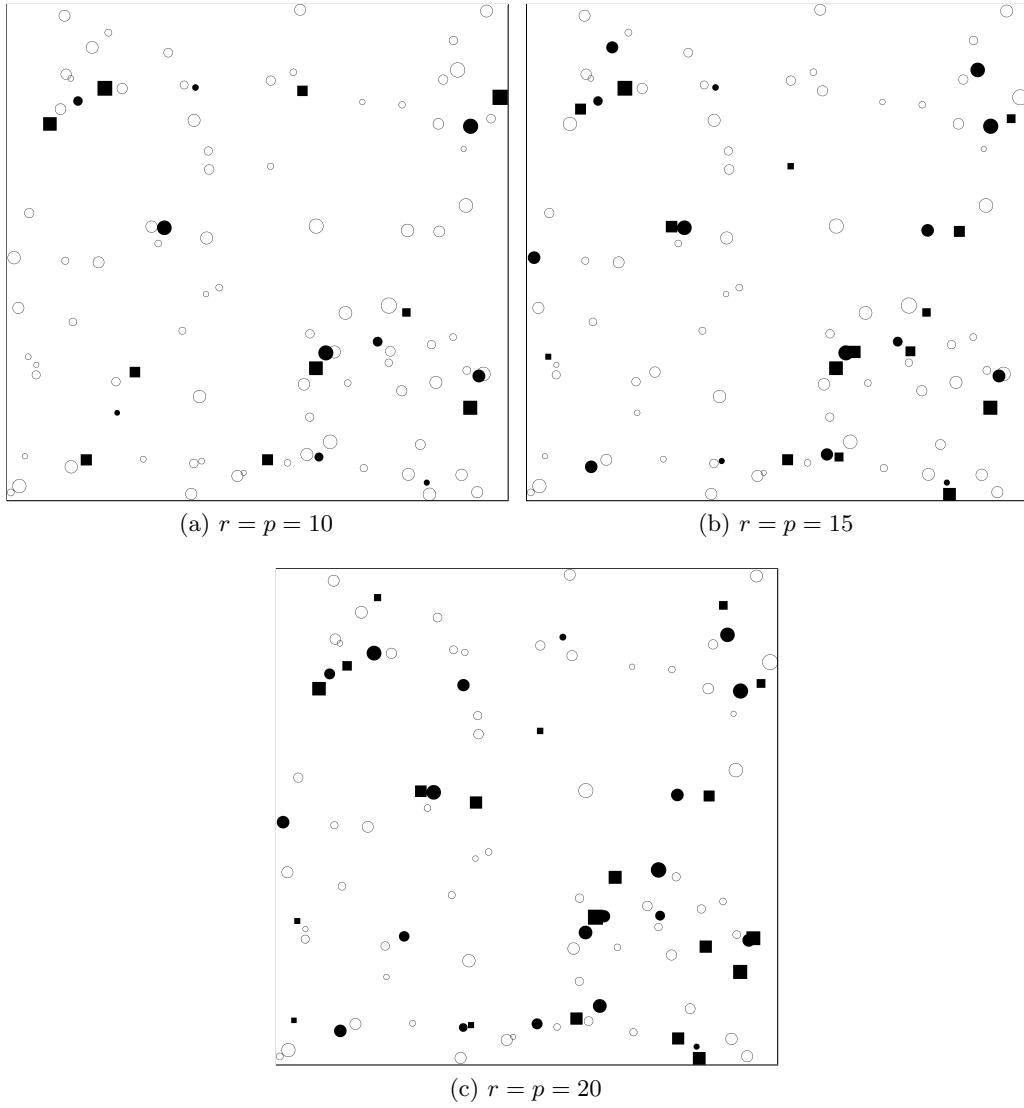 (a) r = p = 10
(b) r = p = 15
(c) r = p = 20